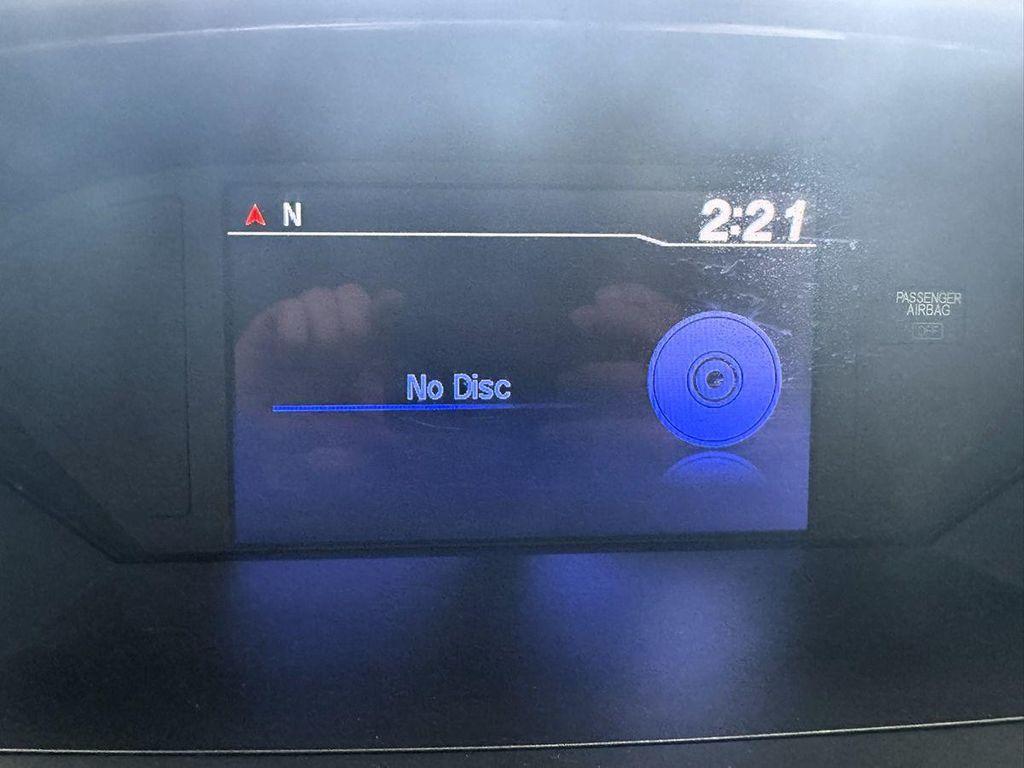 N
2:21
PASSENGER
AIRBAG
OFF
No Disc